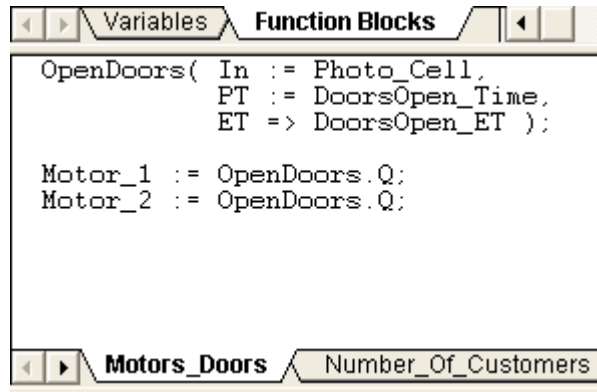 Variables Function Blocks
OpenDoors( In := Photo_Cell,
PT := DoorsOpen_Time,
ET => DoorsOpen_ET );
Motor_1 := OpenDoors.Q;
Motor_2 := OpenDoors.Q;
Motors_Doors Number_Of_Customers